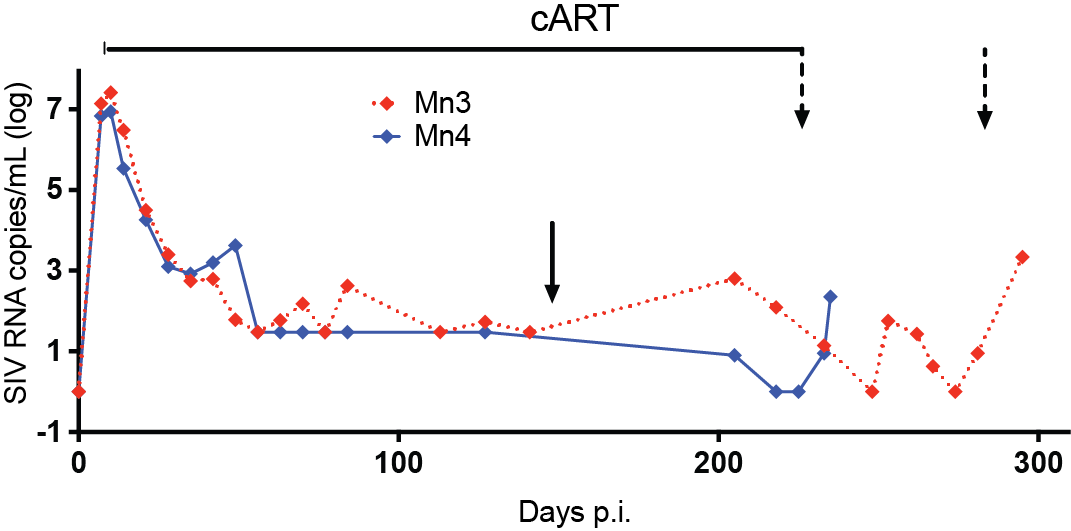 cART
SIV RNA copies/mL (log)
7
5
3
1
-1
Mn3
Mn4
0
100
200
300
Days p.i.